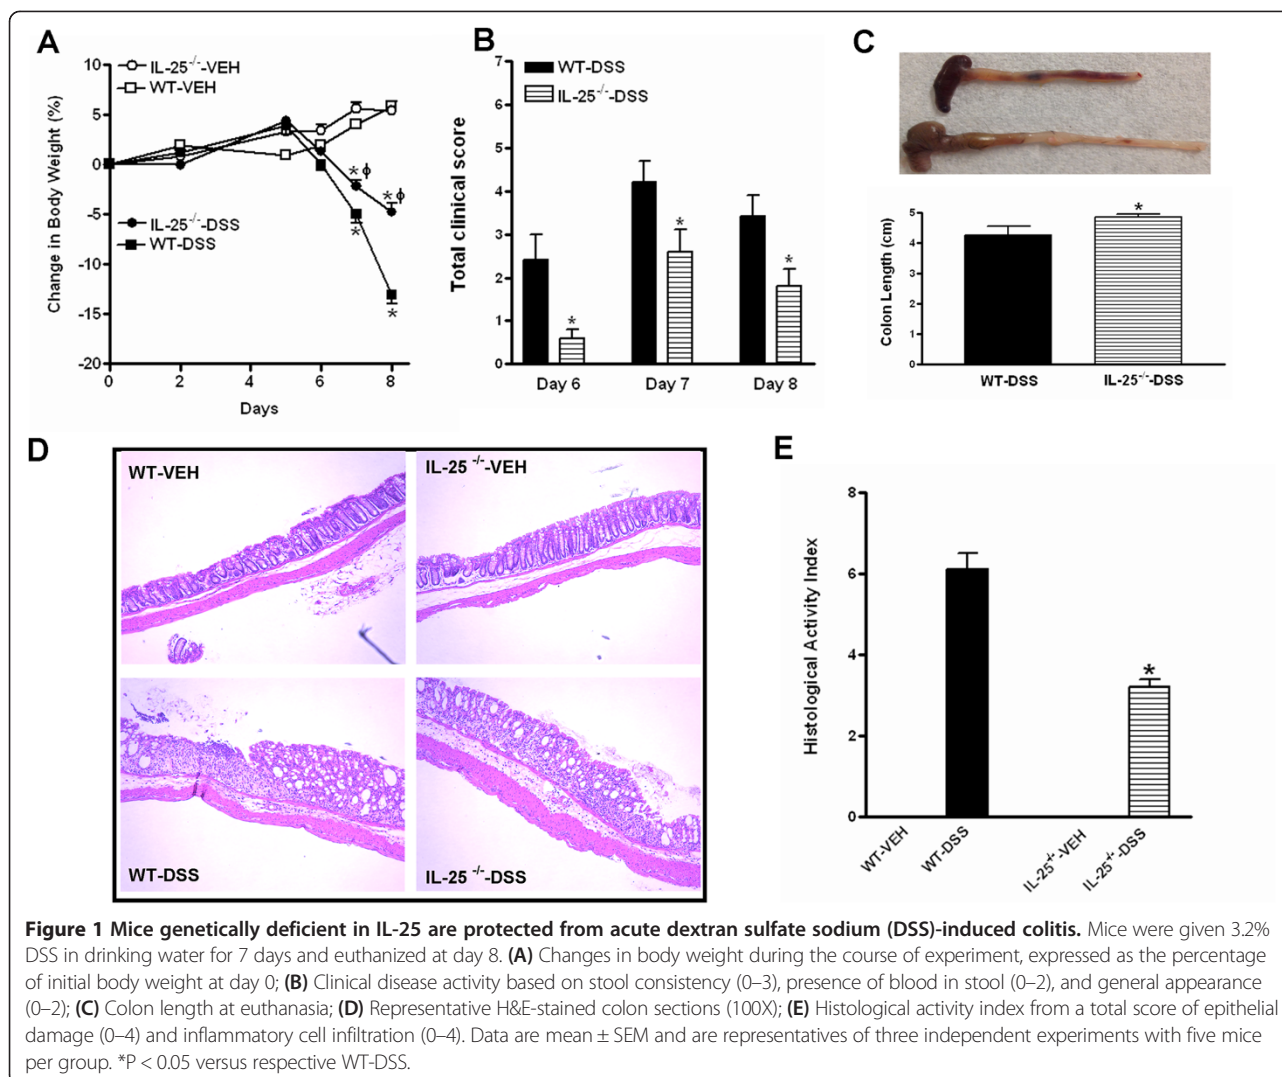 A
Change in Body Weight (%)
10
5
0
-5
-10
-15
-20
IL-25-/--VEH
WT-VEH
*ϕ
*ϕ
*
*
IL-25-/--DSS
WT-DSS
0 2 4 6 8
Days
B
Total clinical score
7
6
5
4
3
2
1
0
WT-DSS
IL-25-/--DSS
*
*
*
Day 6 Day 7 Day 8
C
Colon Length (cm)
5
4
3
2
1
0
*
WT-DSS IL-25-/--DSS
D
WT-VEH
IL-25 -/--VEH
WT-DSS
IL-25 -/--DSS
E
Histological Activity Index
8
6
4
2
0
*
WT-VEH
WT-DSS
IL-25-/--VEH
IL-25-/--DSS
Figure 1 Mice genetically deficient in IL-25 are protected from acute dextran sulfate sodium (DSS)-induced colitis. Mice were given 3.2%
DSS in drinking water for 7 days and euthanized at day 8. (A) Changes in body weight during the course of experiment, expressed as the percentage
of initial body weight at day 0; (B) Clinical disease activity based on stool consistency (0–3), presence of blood in stool (0–2), and general appearance
(0–2); (C) Colon length at euthanasia; (D) Representative H&E-stained colon sections (100X); (E) Histological activity index from a total score of epithelial
damage (0–4) and inflammatory cell infiltration (0–4). Data are mean ± SEM and are representatives of three independent experiments with five mice
per group. *P < 0.05 versus respective WT-DSS.